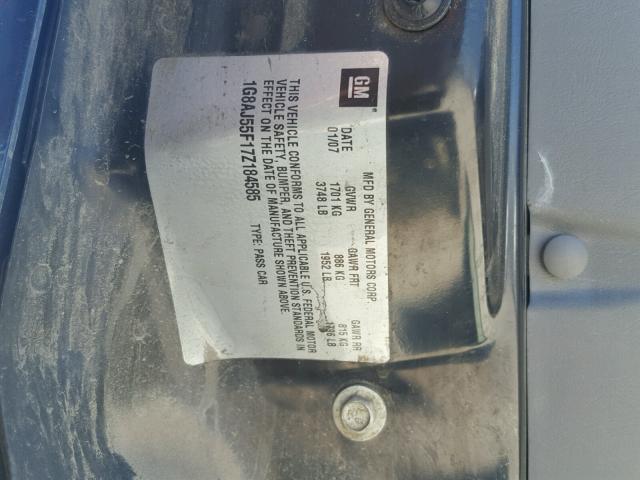 GM
MFD BY GENERAL MOTORS CORP.
DATE GVWR GAWR FRT GAWR RR
01/07 1701 KG 886 KG 815 KG
3748 LB 1952 LB 1796 LB
THIS VEHICLE CONFORMS TO ALL APPLICABLE U.S. FEDERAL MOTOR
VEHICLE SAFETY, BUMPER, AND THEFT PREVENTION STANDARDS IN
EFFECT ON THE DATE OF MANUFACTURE SHOWN ABOVE.
1G8AJ55F17Z184585 TYPE: PASS CAR